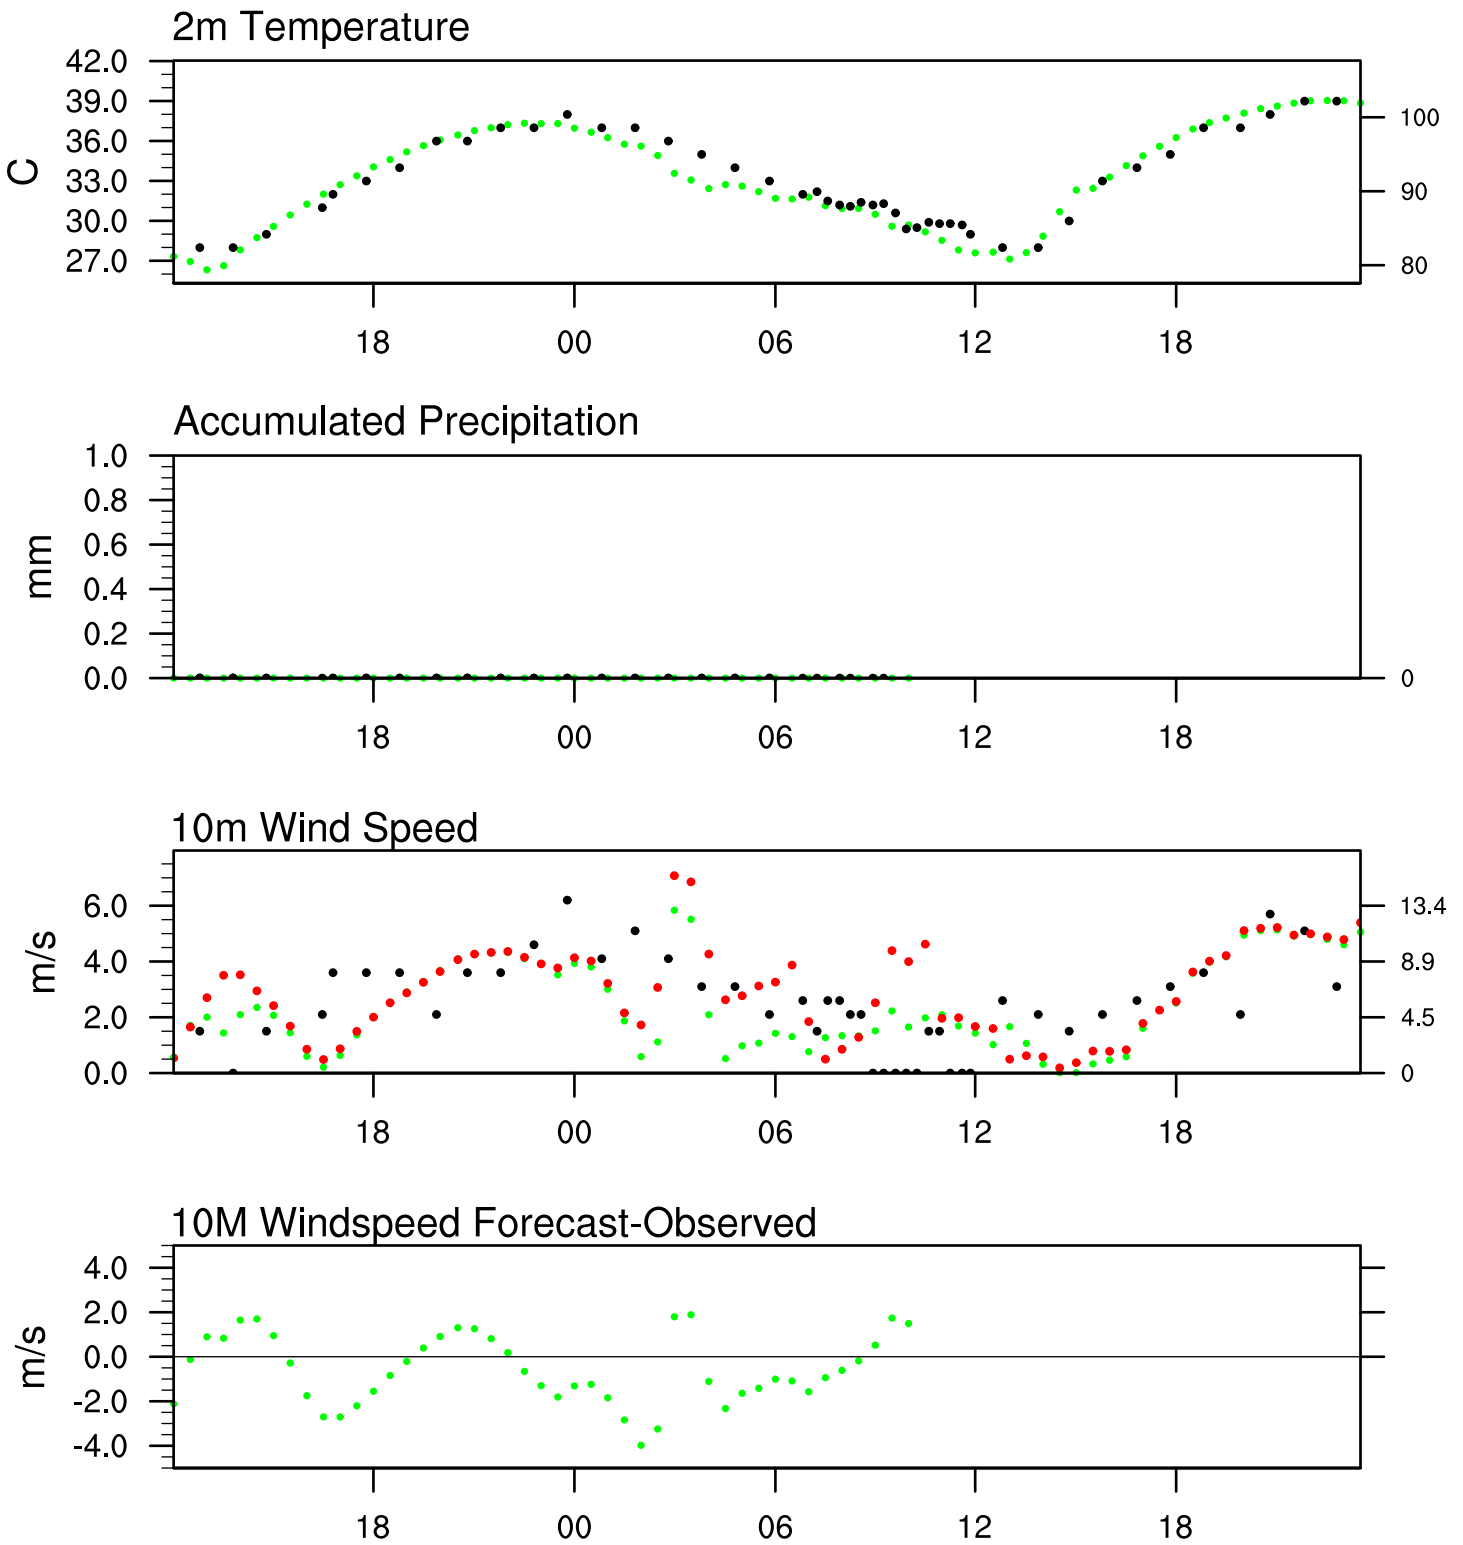 2m Temperature
42.0
39.0
36.0
33.0
30.0
27.0
C
100
90
80
18 00 06 12 18
Accumulated Precipitation
1.0
0.8
0.6
0.4
0.2
0.0
mm
0
18 00 06 12 18
10m Wind Speed
6.0
4.0
2.0
0.0
m/s
13.4
8.9
4.5
0
18 00 06 12 18
10M Windspeed Forecast-Observed
4.0
2.0
0.0
-2.0
-4.0
m/s
18 00 06 12 18